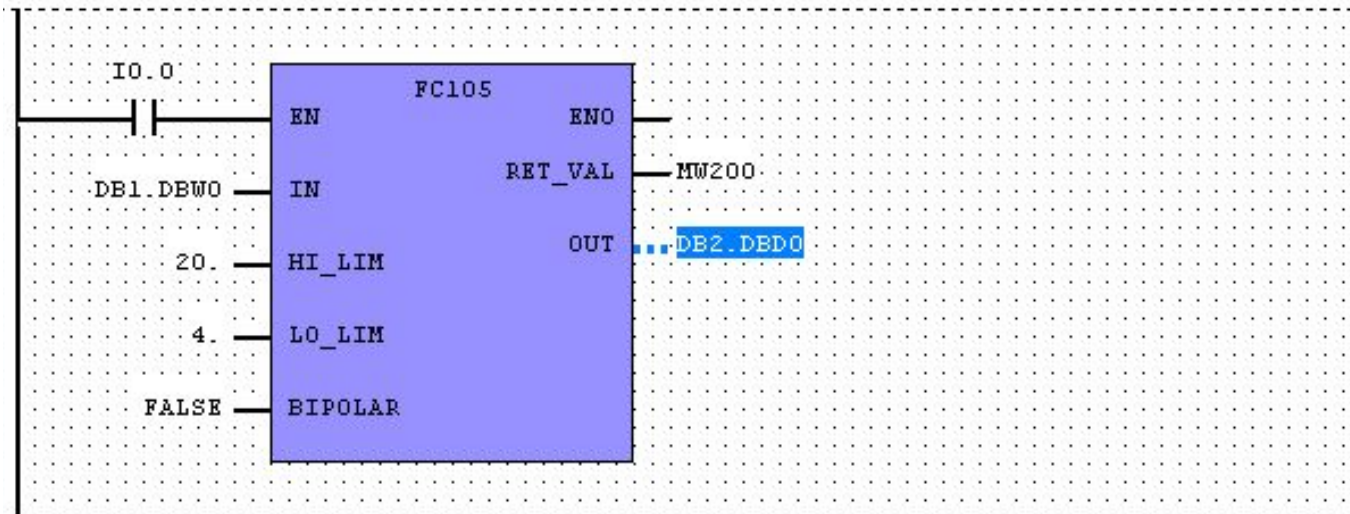 I0.0
FC105
EN ENO
RET_VAL MW200
DB1.DBW0 IN
OUT DB2.DBD0
20. HI_LIM
4. LO_LIM
FALSE BIPOLAR